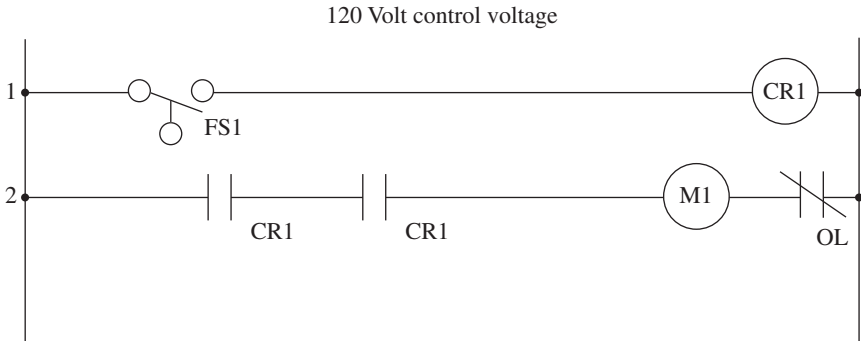 120 Volt control voltage
1
CR1
FS1
2
M1
CR1
CR1
OL